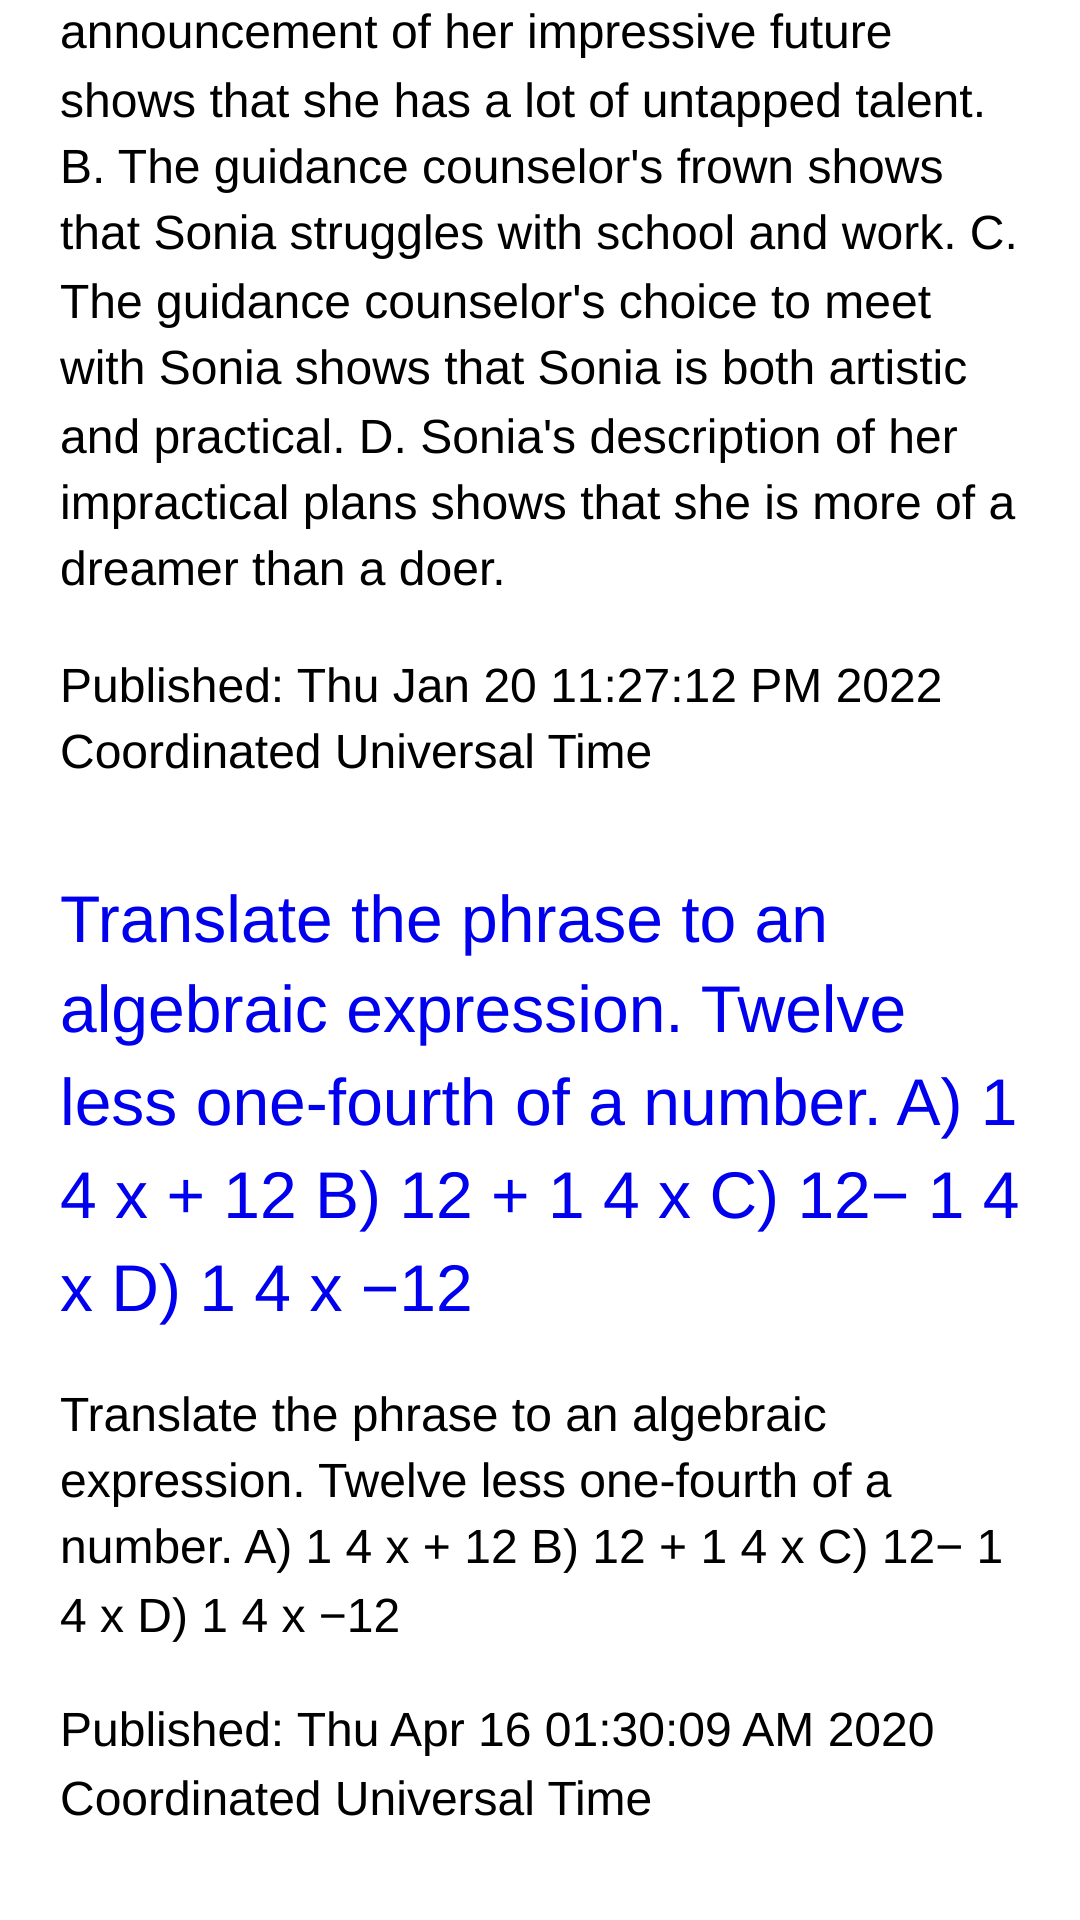 announcement of her impressive future
shows that she has a lot of untapped talent.
B. The guidance counselor's frown shows
that Sonia struggles with school and work. C.
The guidance counselor's choice to meet
with Sonia shows that Sonia is both artistic
and practical. D. Sonia's description of her
impractical plans shows that she is more of a
dreamer than a doer.
Published: Thu Jan 20 11:27:12 PM 2022
Coordinated Universal Time
Translate the phrase to an
algebraic expression. Twelve
less one-fourth of a number. A) 1
4 x + 12 B) 12 + 1 4 x C) 12− 1 4
x D) 1 4 x −12
Translate the phrase to an algebraic
expression. Twelve less one-fourth of a
number. A) 1 4 x + 12 B) 12 + 1 4 x C) 12− 1
4 x D) 1 4 x −12
Published: Thu Apr 16 01:30:09 AM 2020
Coordinated Universal Time